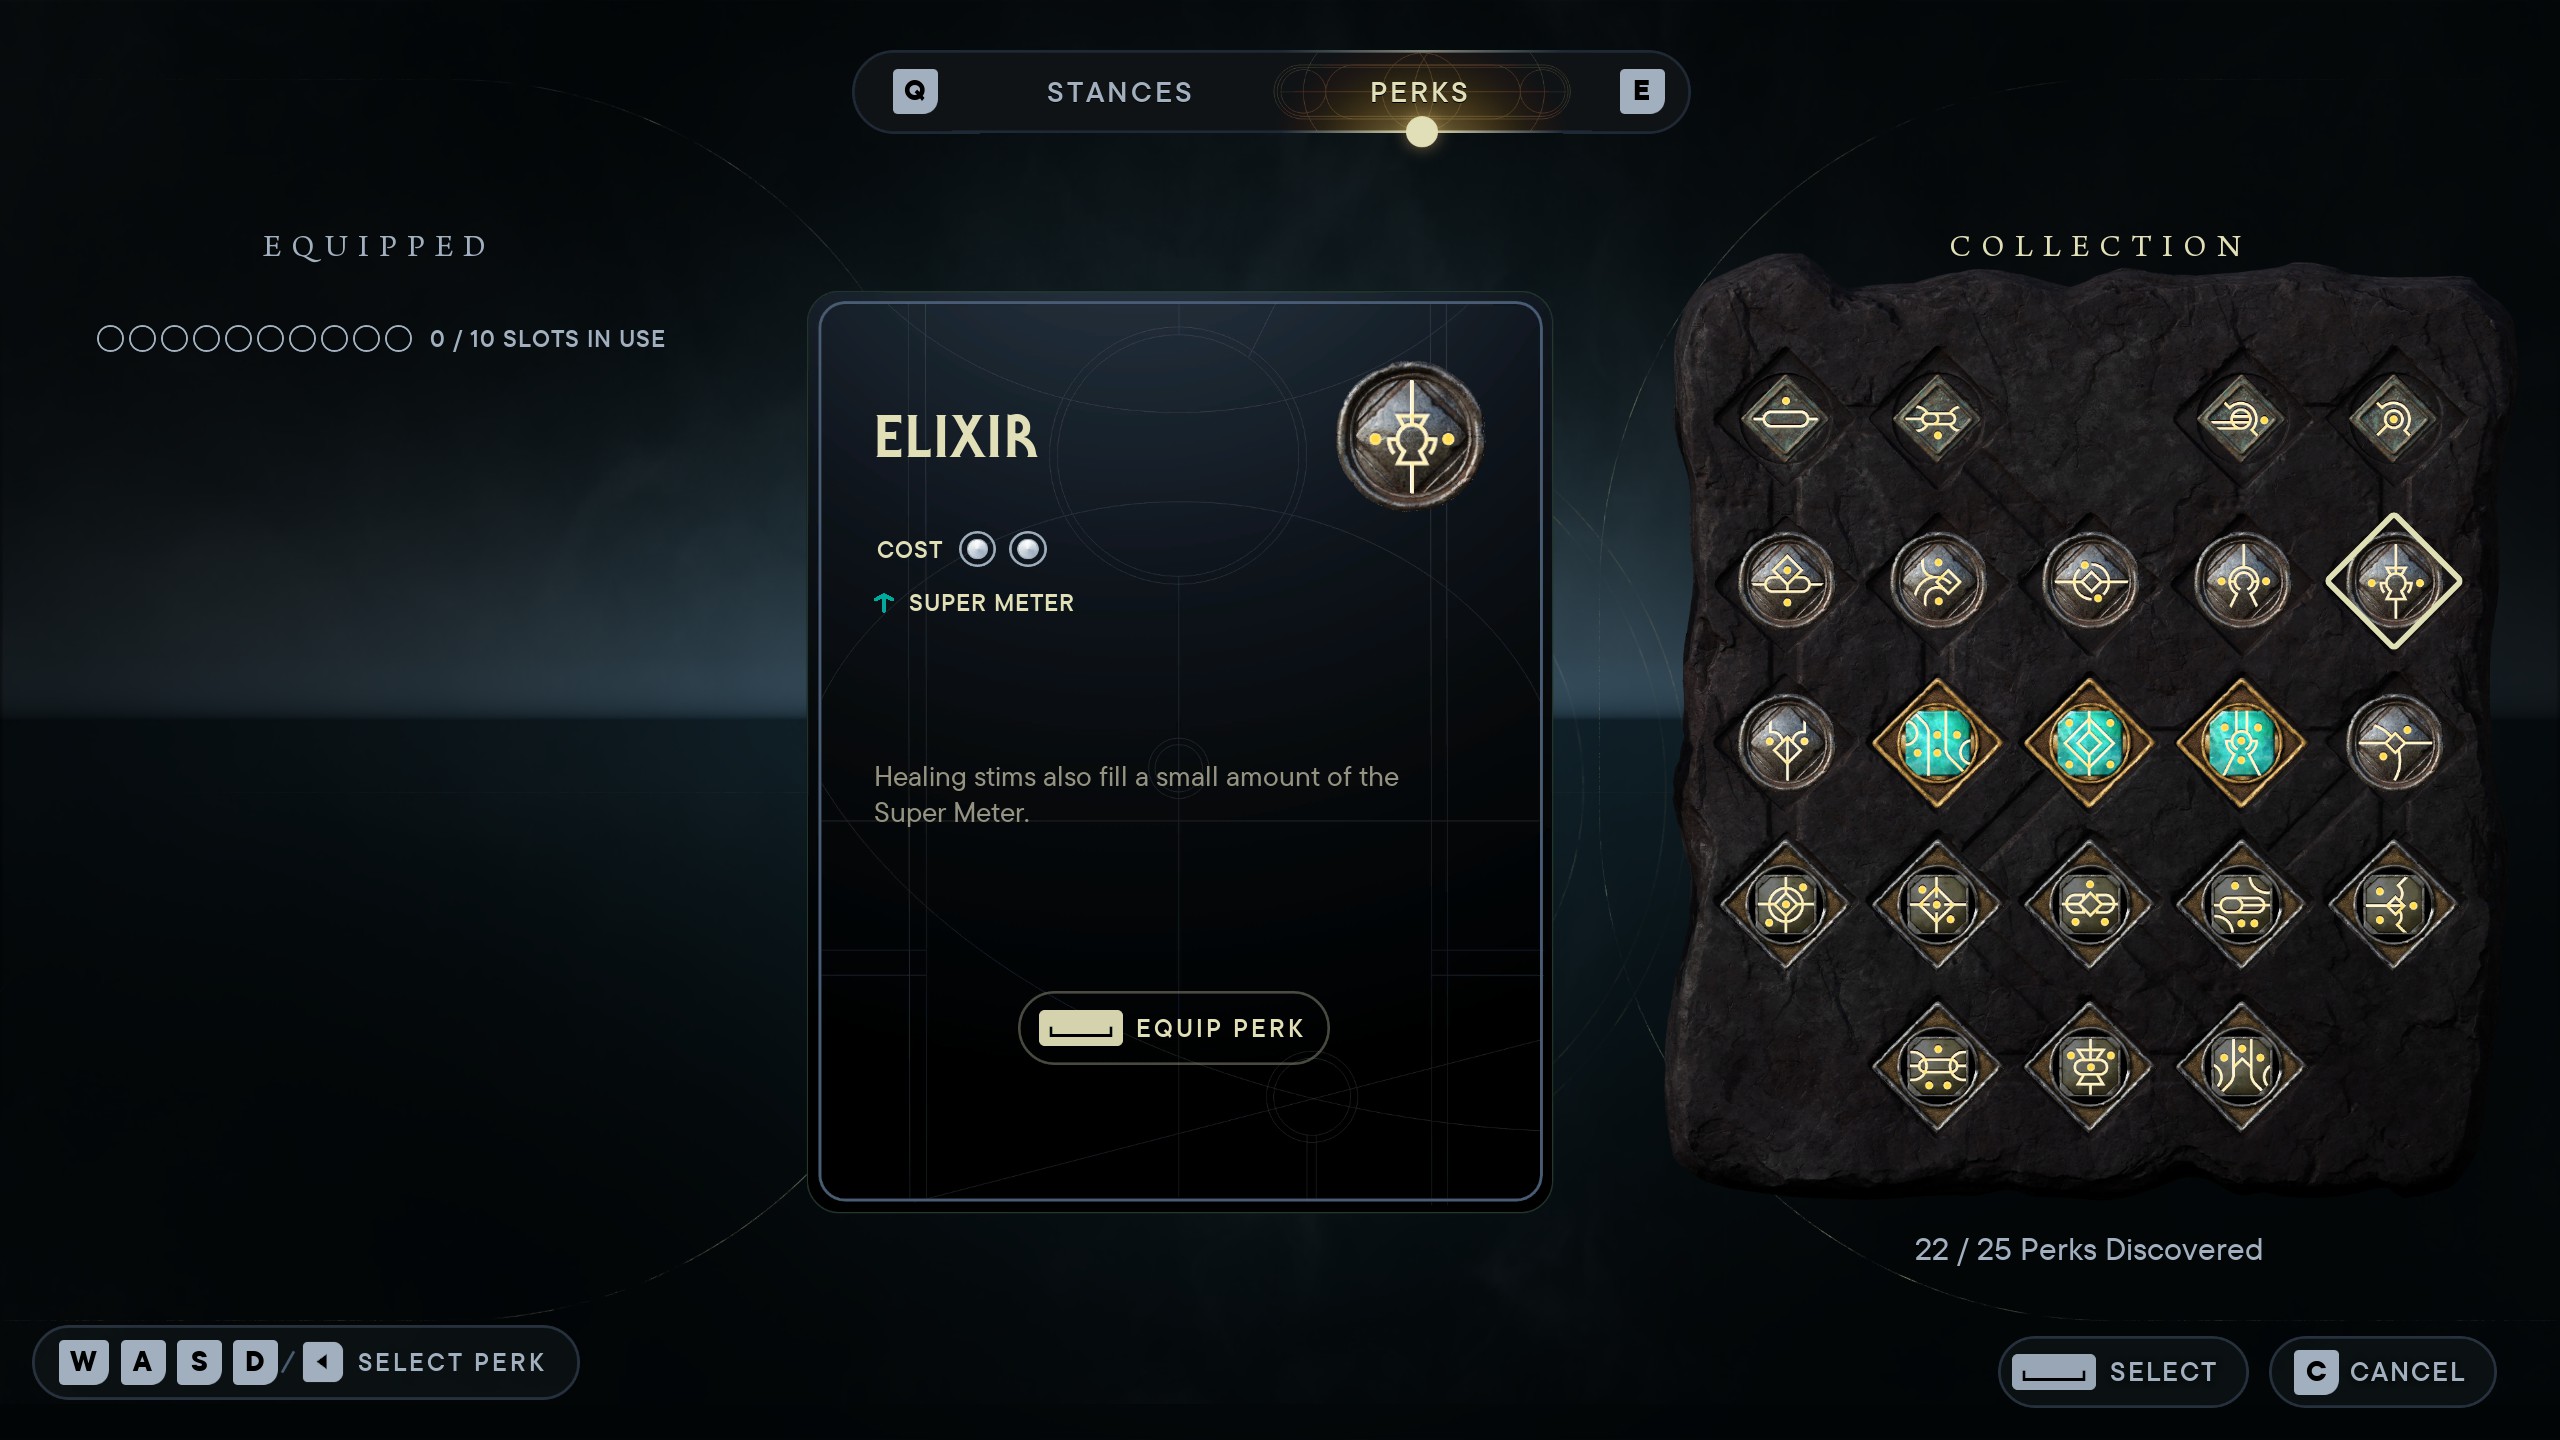 Q STANCES PERKS E
EQUIPPED
0 / 10 SLOTS IN USE
COLLECTION
ELIXIR
COST
SUPER METER
Healing stims also fill a small amount of the
Super Meter.
EQUIP PERK
22 / 25 Perks Discovered
W A S D / SELECT PERK
SELECT
C CANCEL